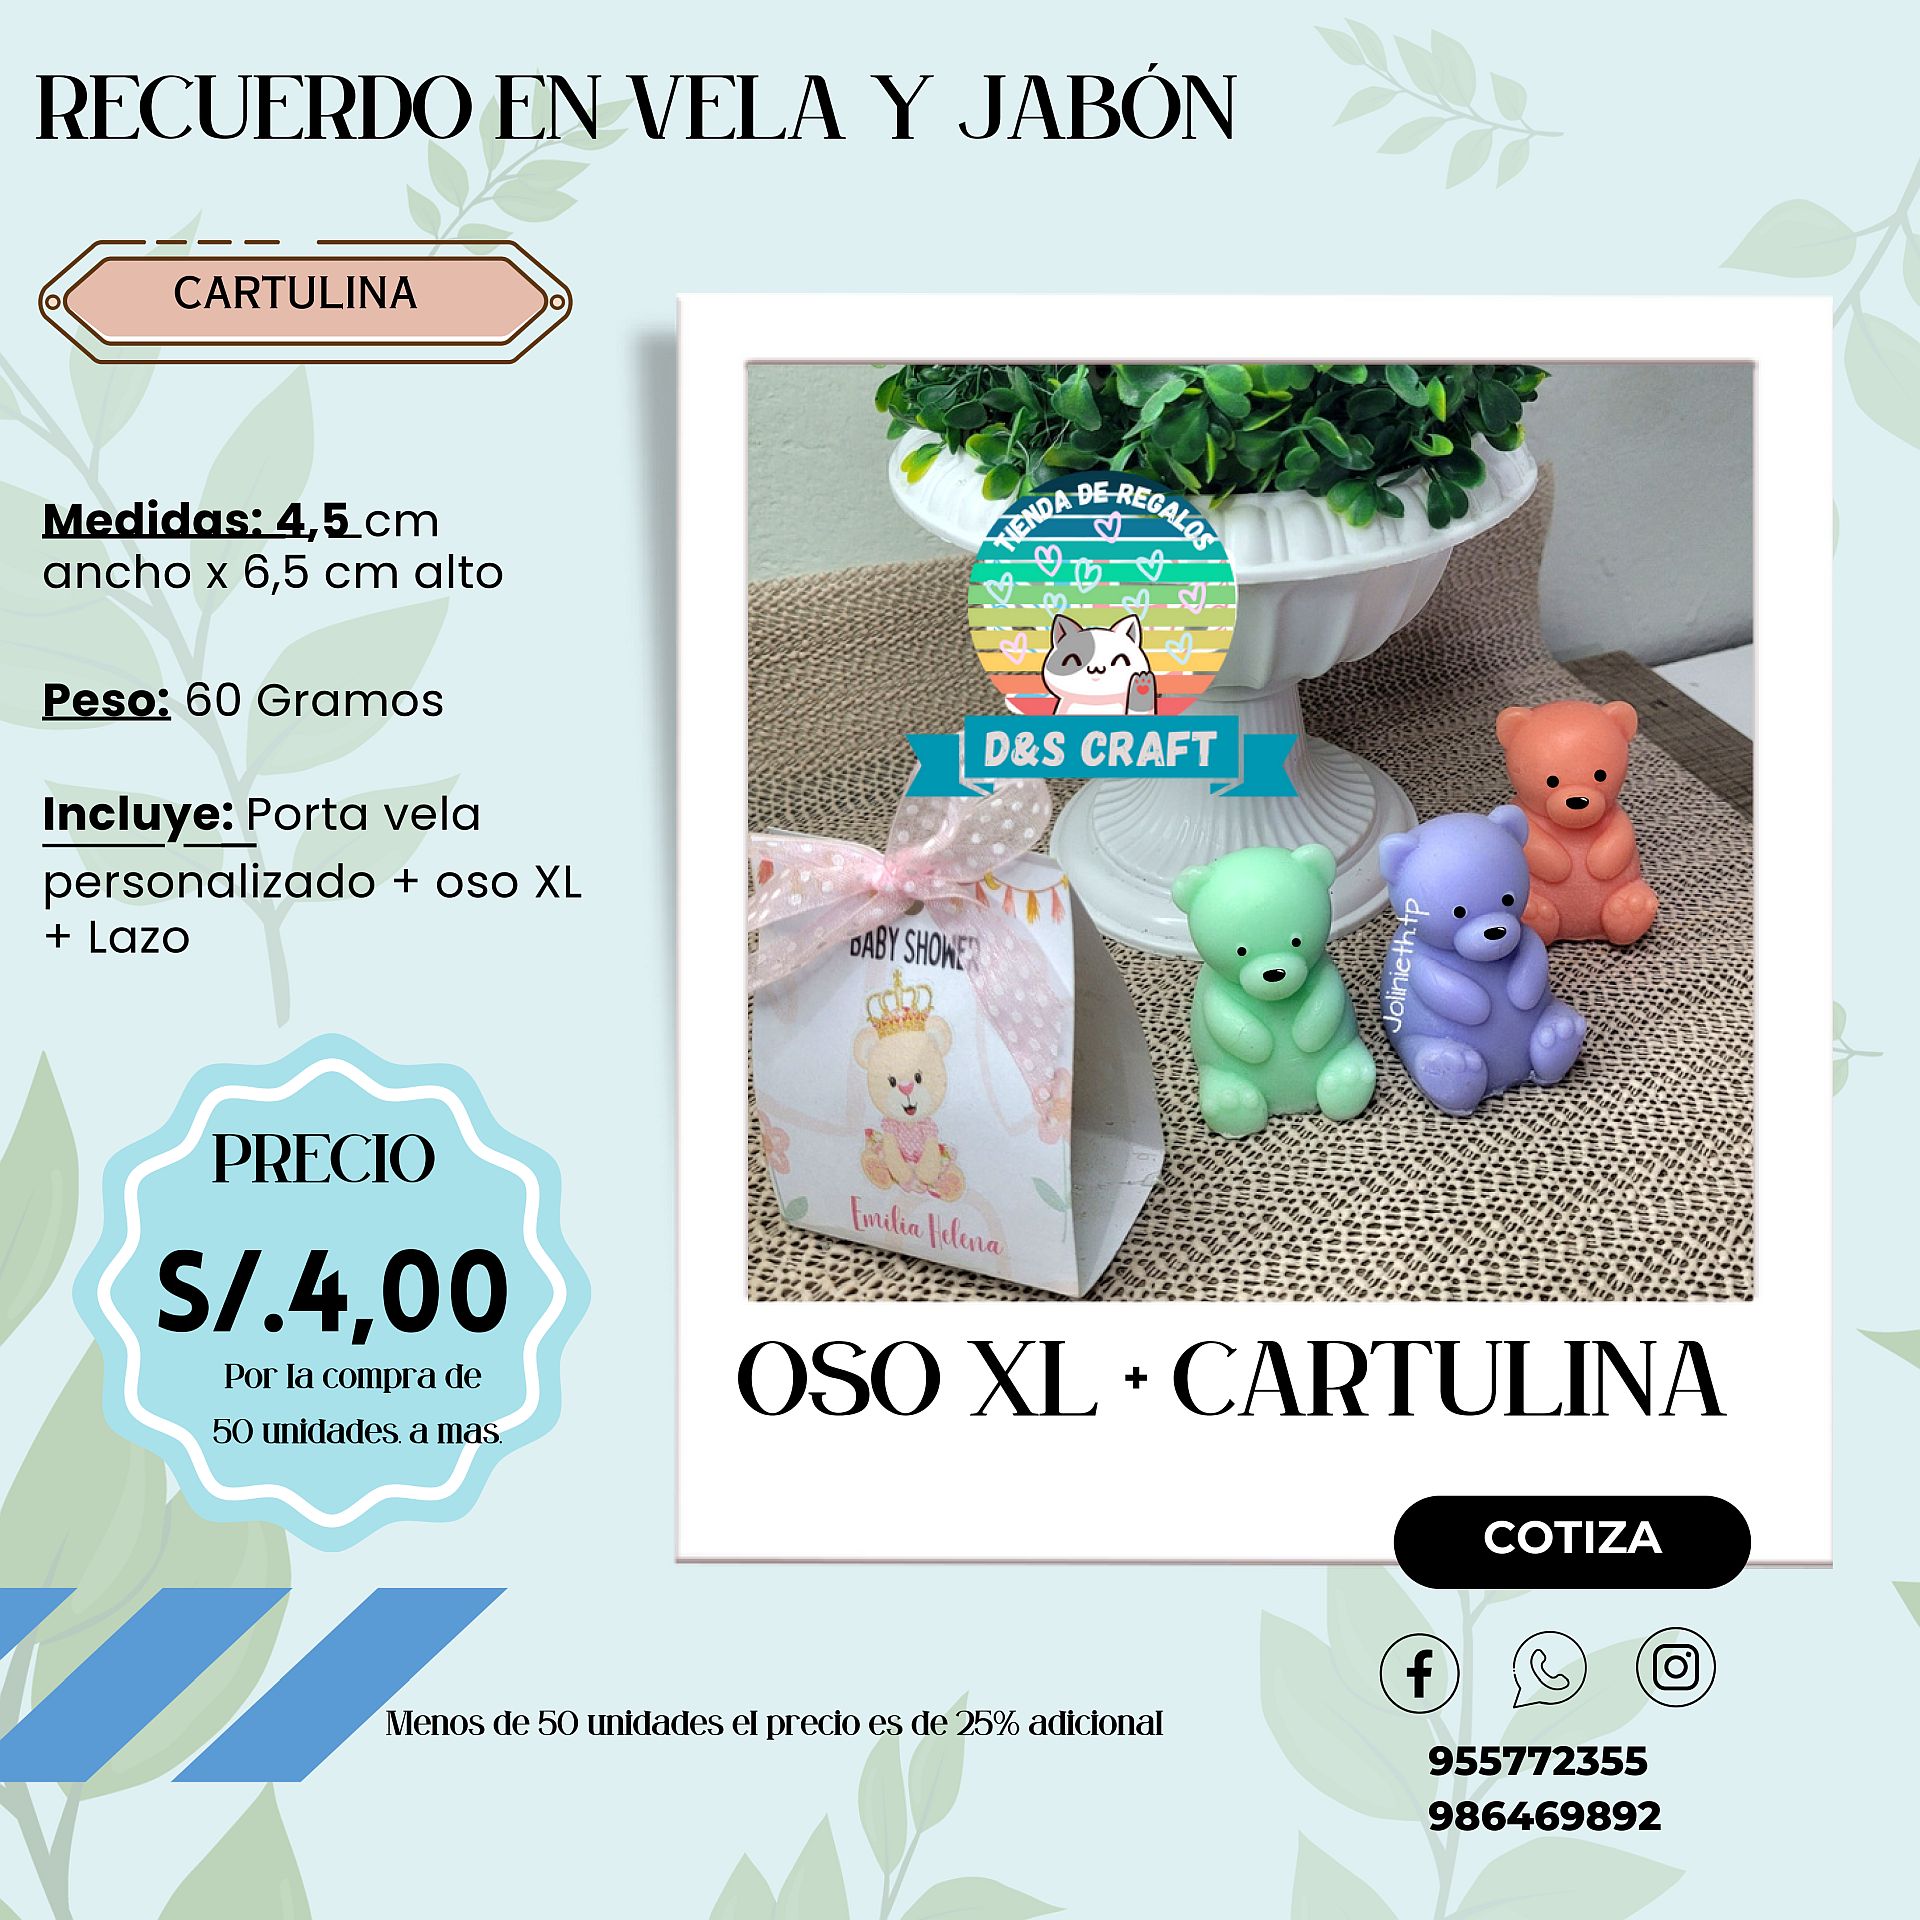 RECUERDO EN VELA Y JABÓN
CARTULINA
Medidas: 4,5 cm
ancho x 6,5 cm alto
Peso: 60 Gramos
Incluye: Porta vela
personalizado + oso XL
+ Lazo
PRECIO
S/.4,00
Por la compra de
50 unidades. a mas.
TIENDA DE REGALOS
D&S CRAFT
Jolinieth.tp
BABY SHOWER
Emilia Helena
OSO XL + CARTULINA
COTIZA
Menos de 50 unidades el precio es de 25% adicional
955772355
986469892